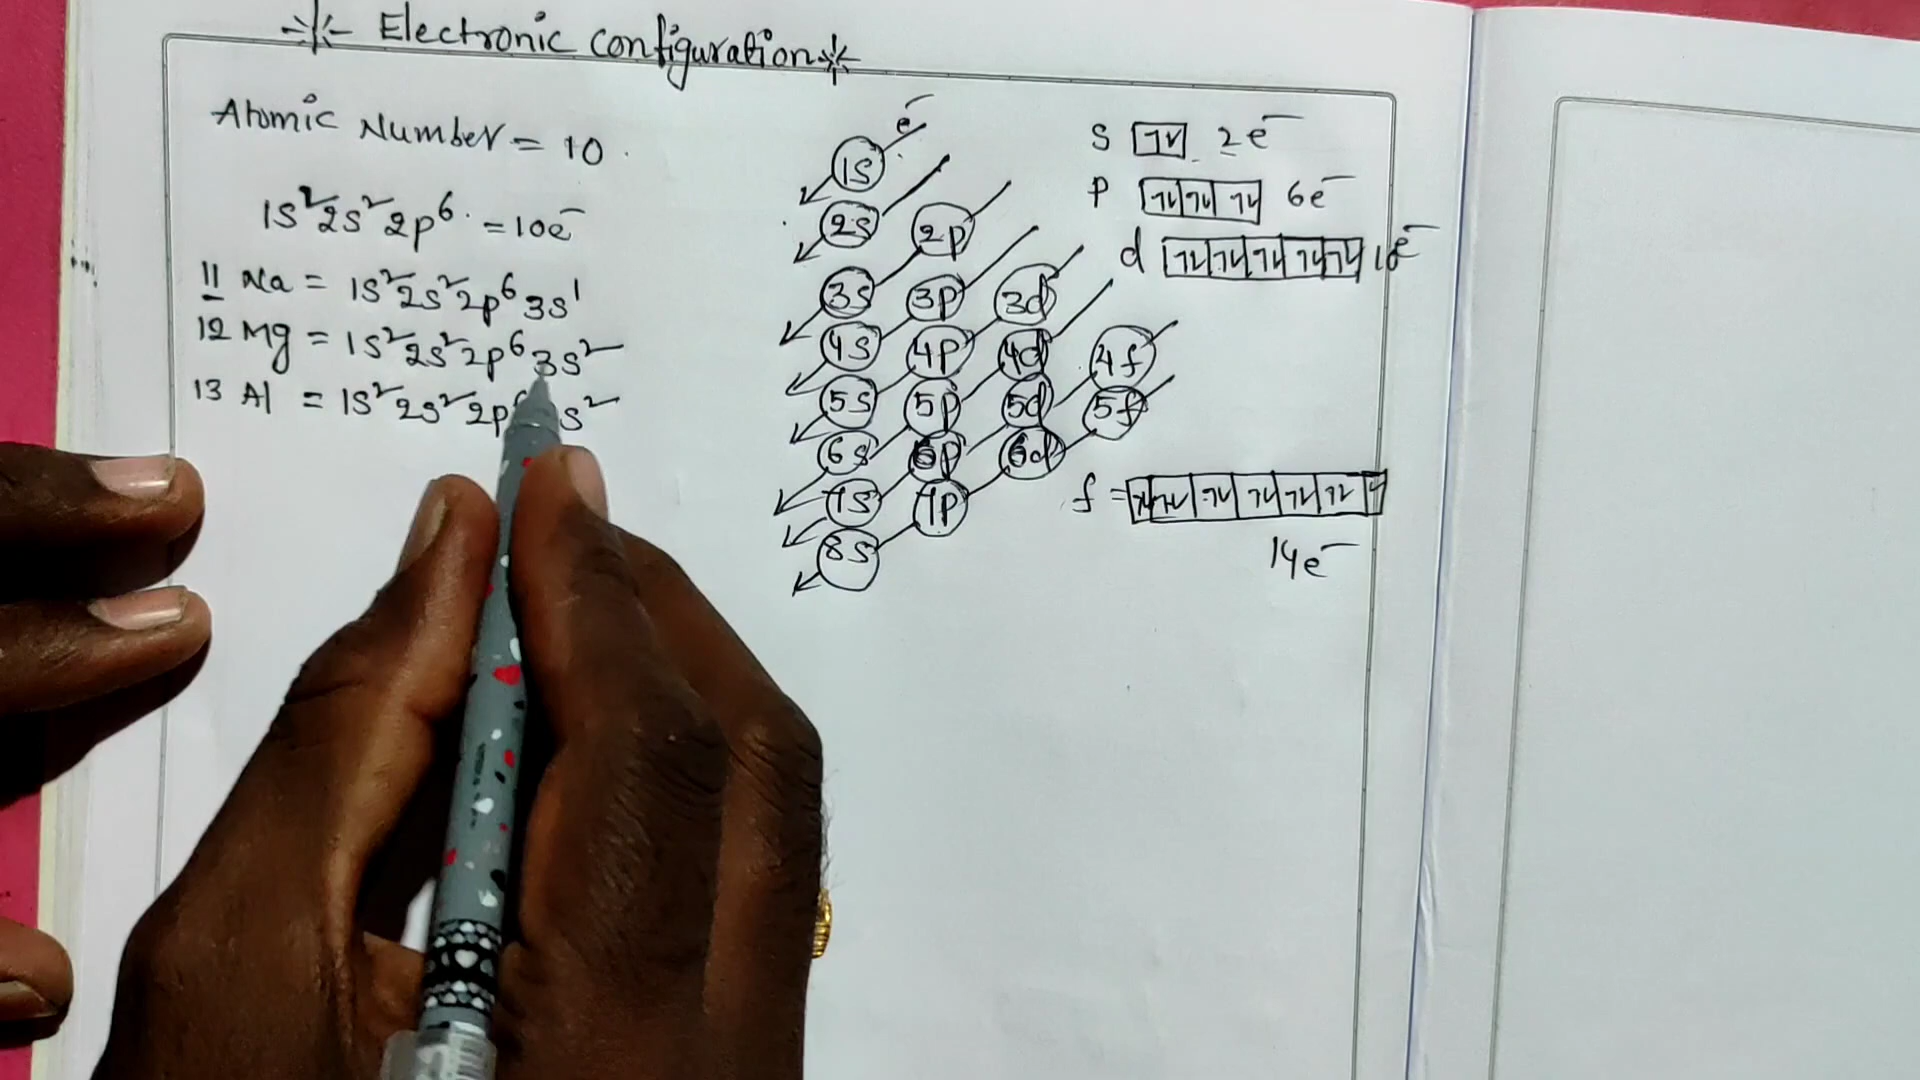 Electronic configuration
Atomic Number = 10
1s² 2s² 2p⁶ = 10e⁻
11 Na = 1s² 2s² 2p⁶ 3s¹
12 Mg = 1s² 2s² 2p⁶ 3s²
13 Al = 1s² 2s² 2p s²
e⁻
1s
2s 2p
3s 3p 3d
4s 4p 4d 4f
5s 5p 5d 5f
6s 6p 6d
7s 7p
8s
s 2e⁻
p 6e⁻
d 10e⁻
f =
14e⁻